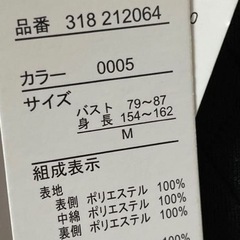 品番 318 212064
カラー 0005
サイズ
バスト 79~87
身長 154~162
M
組成表示
表地
表側 ポリエステル 100%
中綿 ポリエステル 100%
裏側 ポリエステル 100%
0